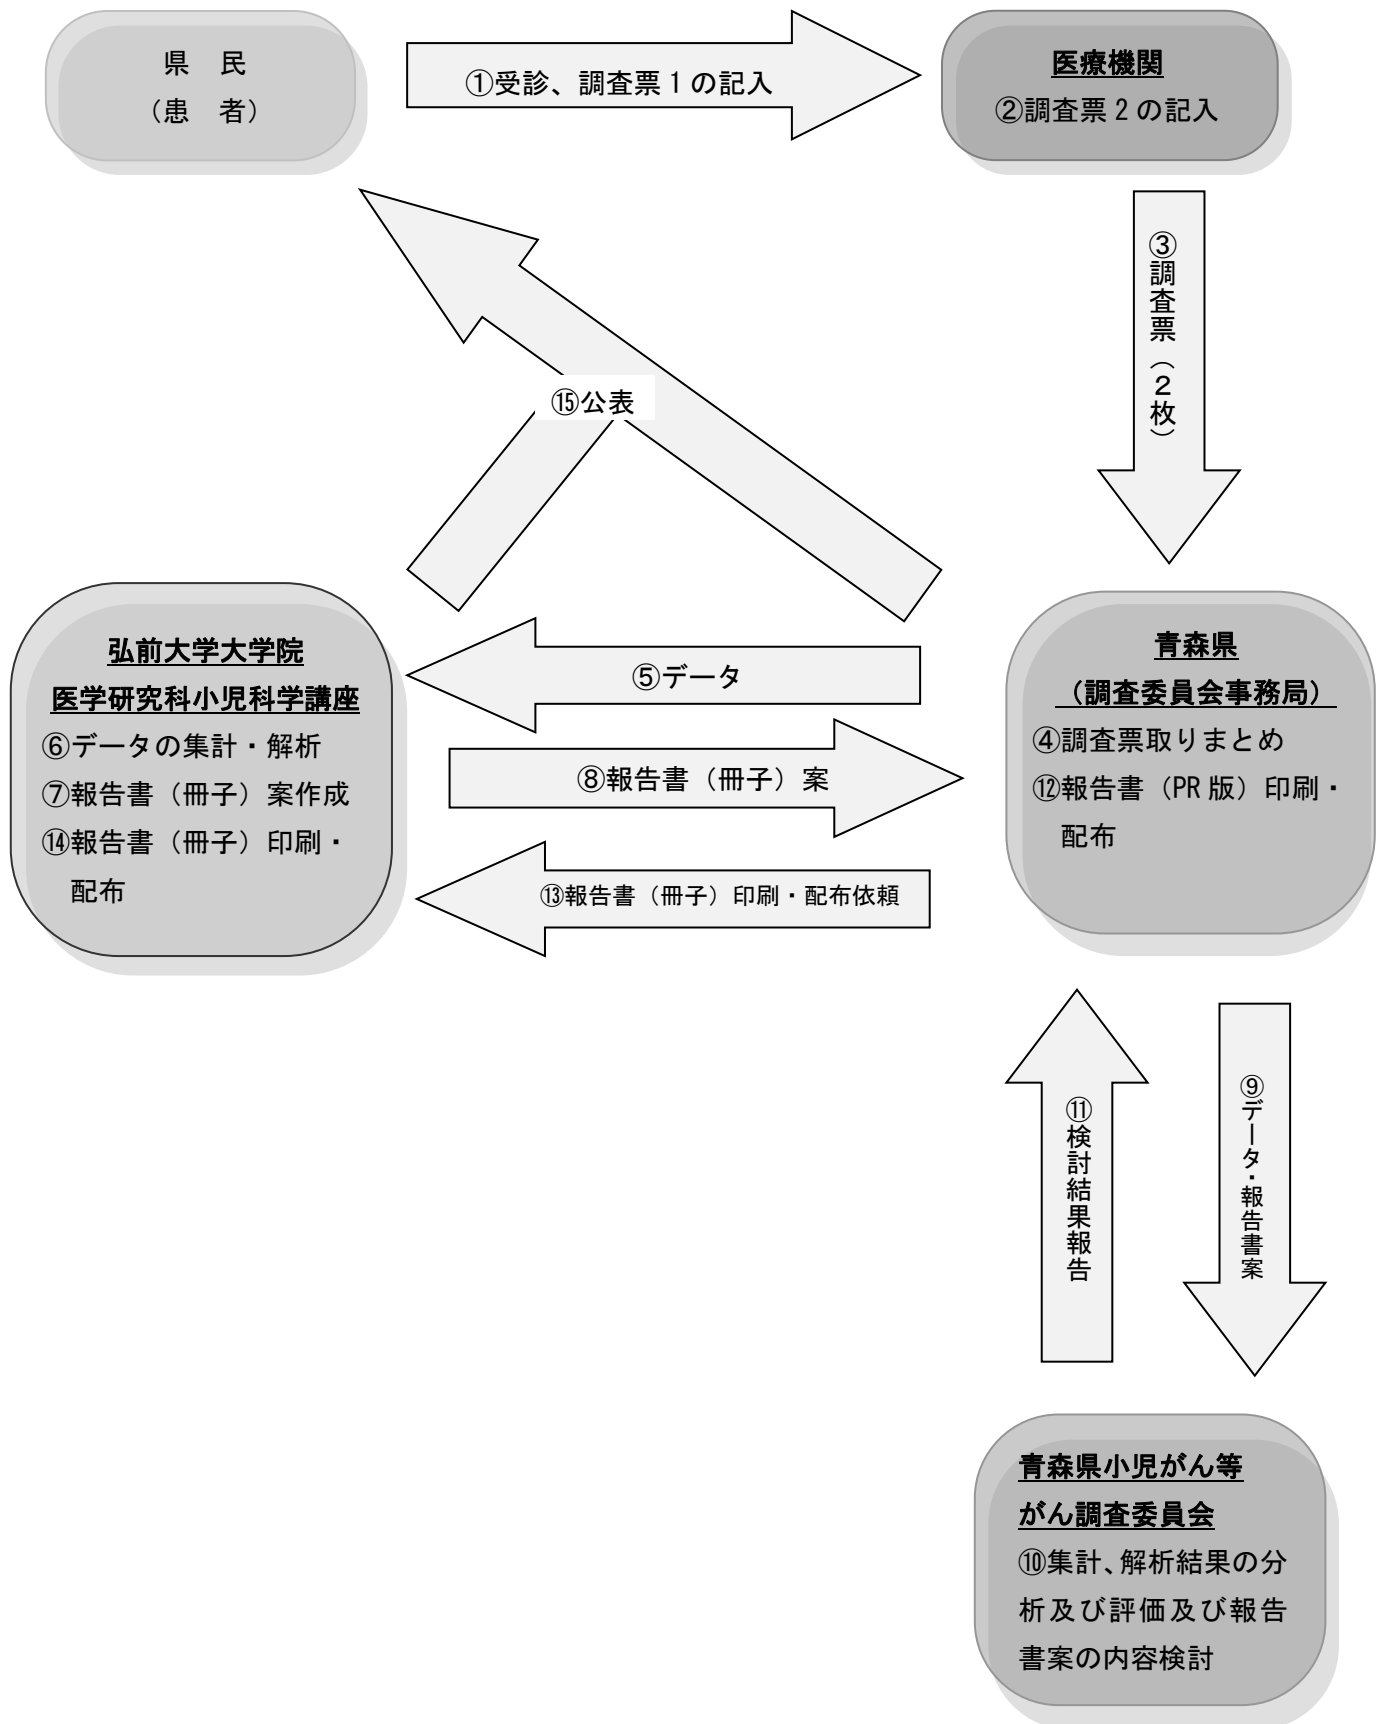 県　民
（患　者）
①受診、調査票１の記入
医療機関
②調査票２の記入
③調査票（２枚）
⑮公表
弘前大学大学院
医学研究科小児科学講座
⑥データの集計・解析
⑦報告書（冊子）案作成
⑭報告書（冊子）印刷・
配布
⑤データ
⑧報告書（冊子）案
⑬報告書（冊子）印刷・配布依頼
青森県
（調査委員会事務局）
④調査票取りまとめ
⑫報告書（PR版）印刷・
配布
⑪検討結果報告
⑨データ・報告書案
青森県小児がん等
がん調査委員会
⑩集計、解析結果の分
析及び評価及び報告
書案の内容検討